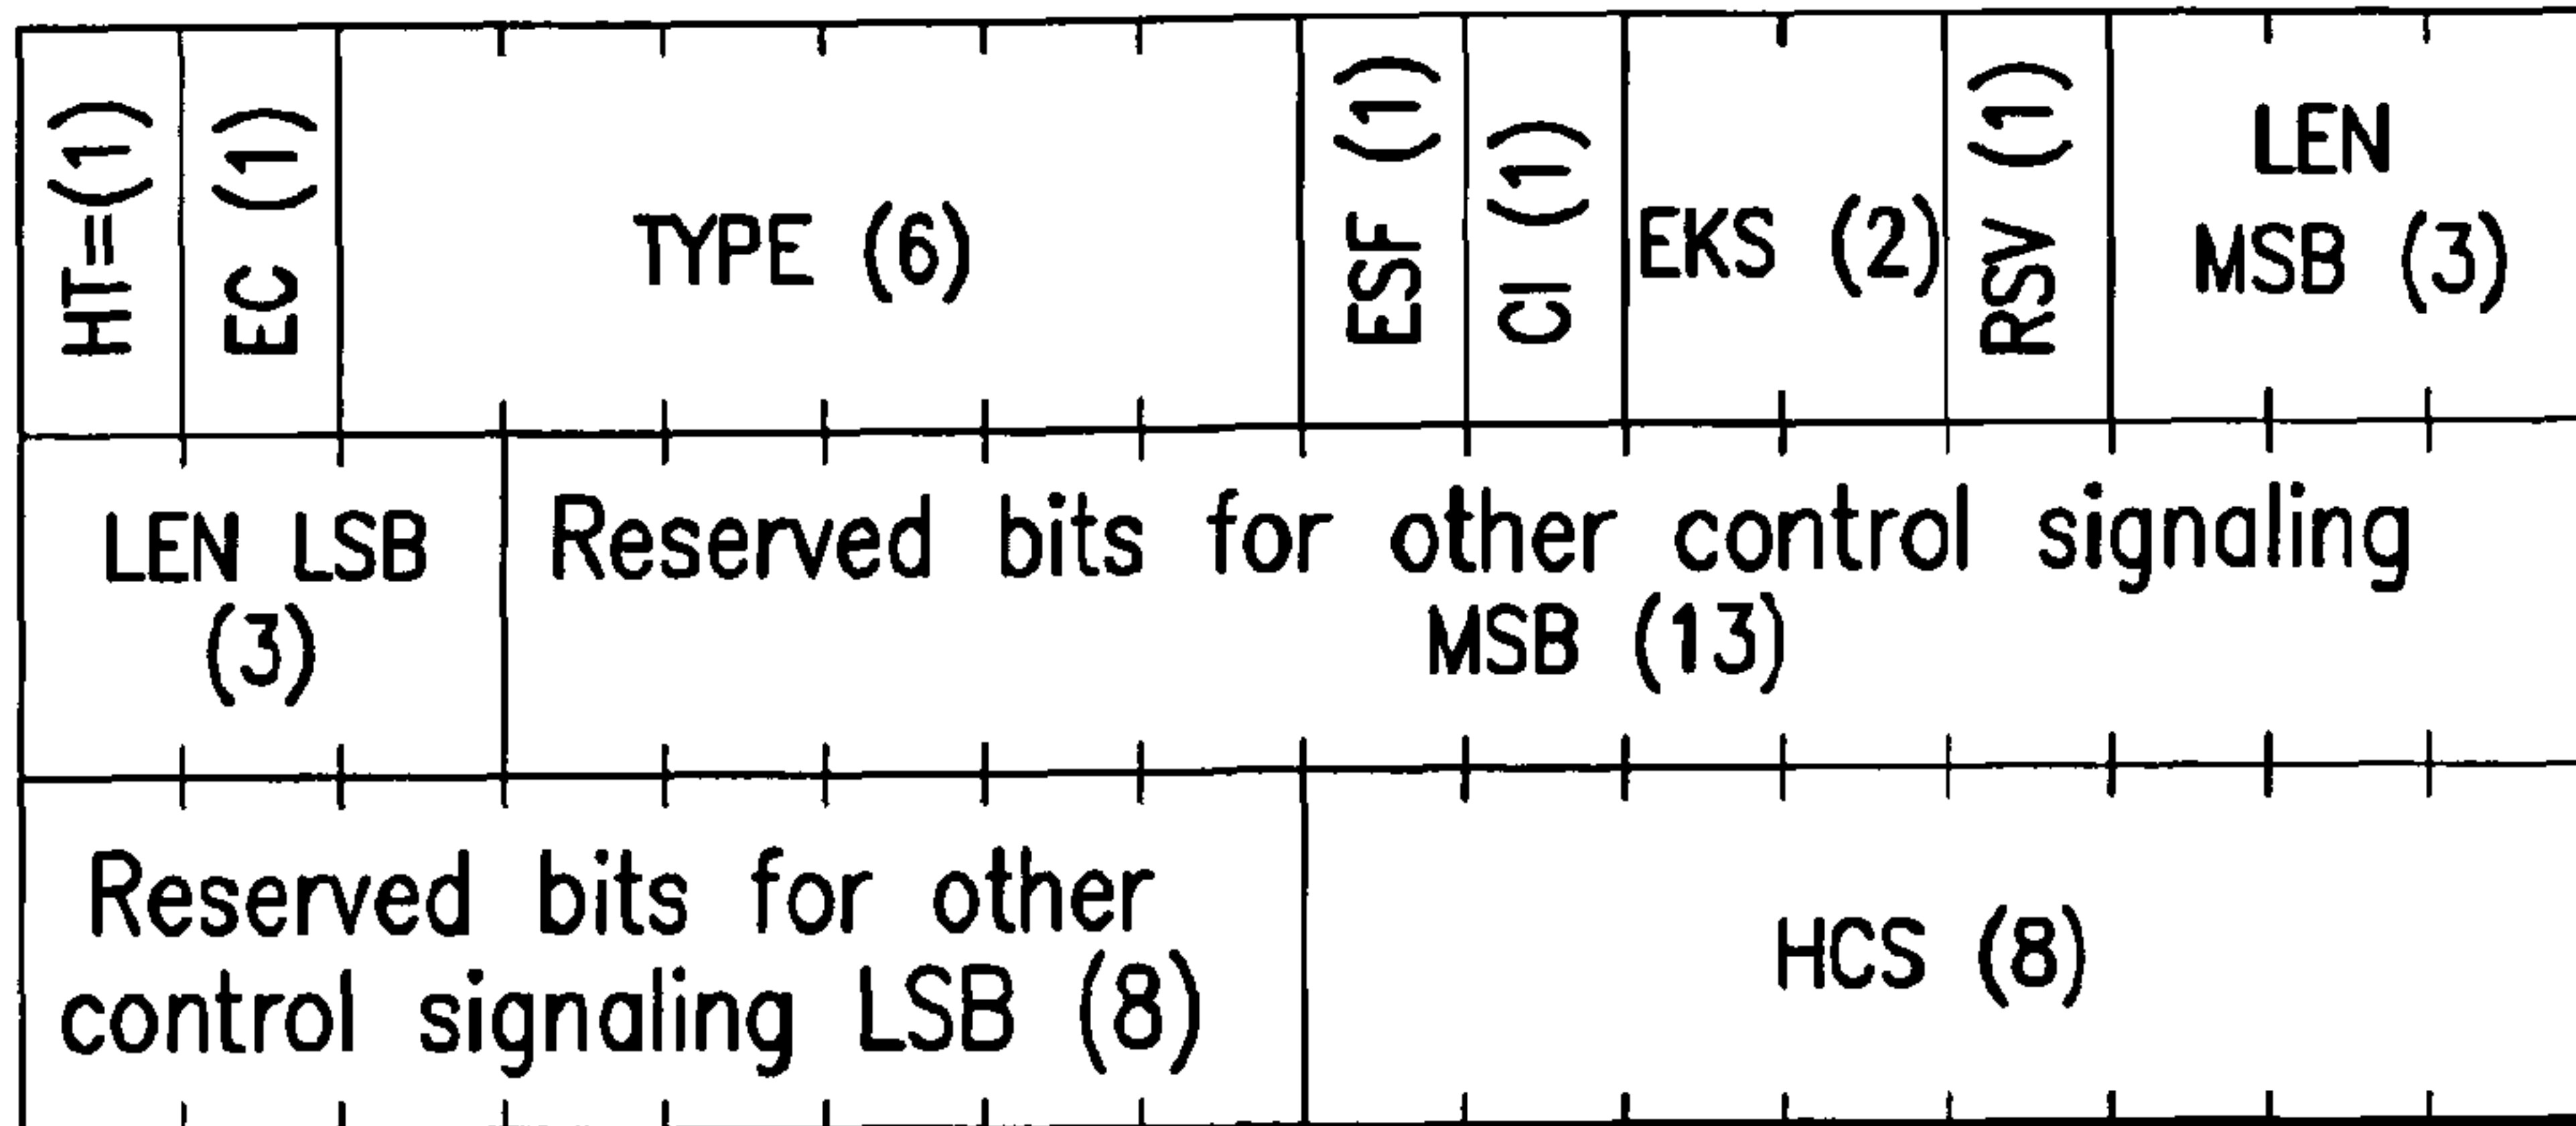 HT=(1)
EC (1)
TYPE (6)
ESF (1)
CI (1)
EKS (2)
RSV (1)
LEN
MSB (3)
LEN LSB
(3)
Reserved bits for other control signaling
MSB (13)
Reserved bits for other
control signaling LSB (8)
HCS (8)